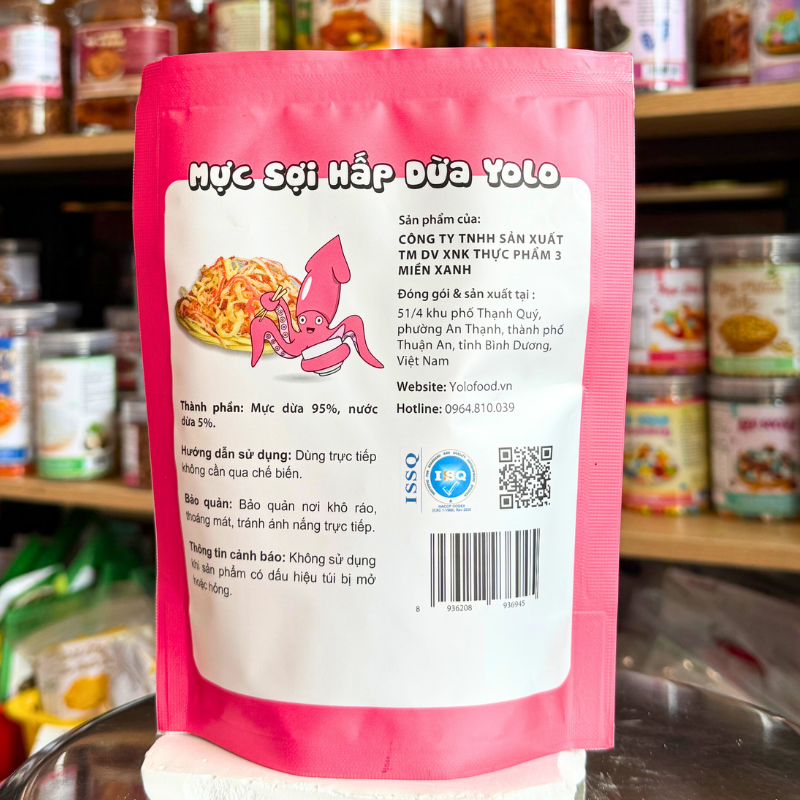 Mực Sợi Hấp Dừa YoLo
Sản phẩm của:
CÔNG TY TNHH SẢN XUẤT
TM DV XNK THỰC PHẨM 3
MIỀN XANH
Đóng gói & sản xuất tại :
51/4 khu phố Thạnh Quý,
phường An Thạnh, thành phố
Thuận An, tỉnh Bình Dương,
Việt Nam
Website: Yolofood.vn
Hotline: 0964.810.039
Thành phần: Mực dừa 95%, nước
dừa 5%.
Hướng dẫn sử dụng: Dùng trực tiếp
không cần qua chế biến.
Bảo quản: Bảo quản nơi khô ráo,
thoáng mát, tránh ánh nắng trực tiếp.
Thông tin cảnh báo: Không sử dụng
khi sản phẩm có dấu hiệu túi bị mở
hoặc hỏng.
ISSQ
ISSQ
HACCP CODEX
8 936208 936945